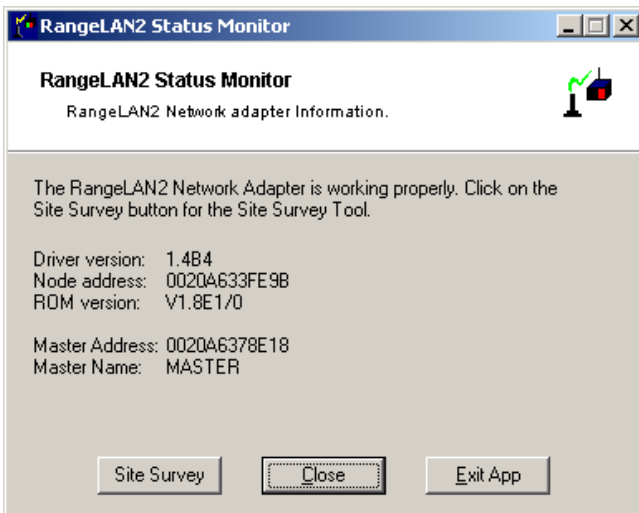 RangeLAN2 Status Monitor
RangeLAN2 Status Monitor
RangeLAN2 Network adapter Information.
The RangeLAN2 Network Adapter is working properly. Click on the
Site Survey button for the Site Survey Tool.
Driver version: 1.4B4
Node address: 0020A633FE9B
ROM version: V1.8E1/0
Master Address: 0020A6378E18
Master Name: MASTER
Site Survey Close Exit App